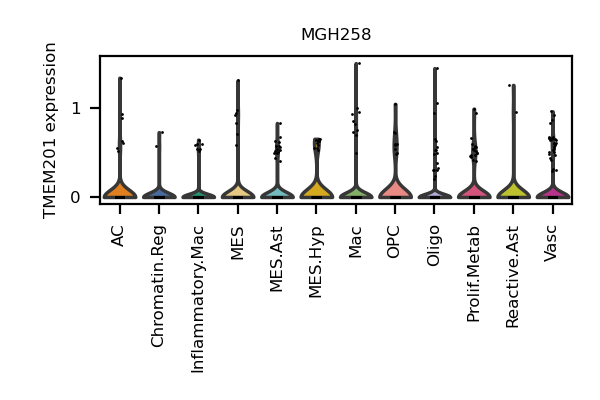 MGH258
TMEM201 expression
1
0
AC
Chromatin.Reg
Inflammatory.Mac
MES
MES.Ast
MES.Hyp
Mac
OPC
Oligo
Prolif.Metab
Reactive.Ast
Vasc